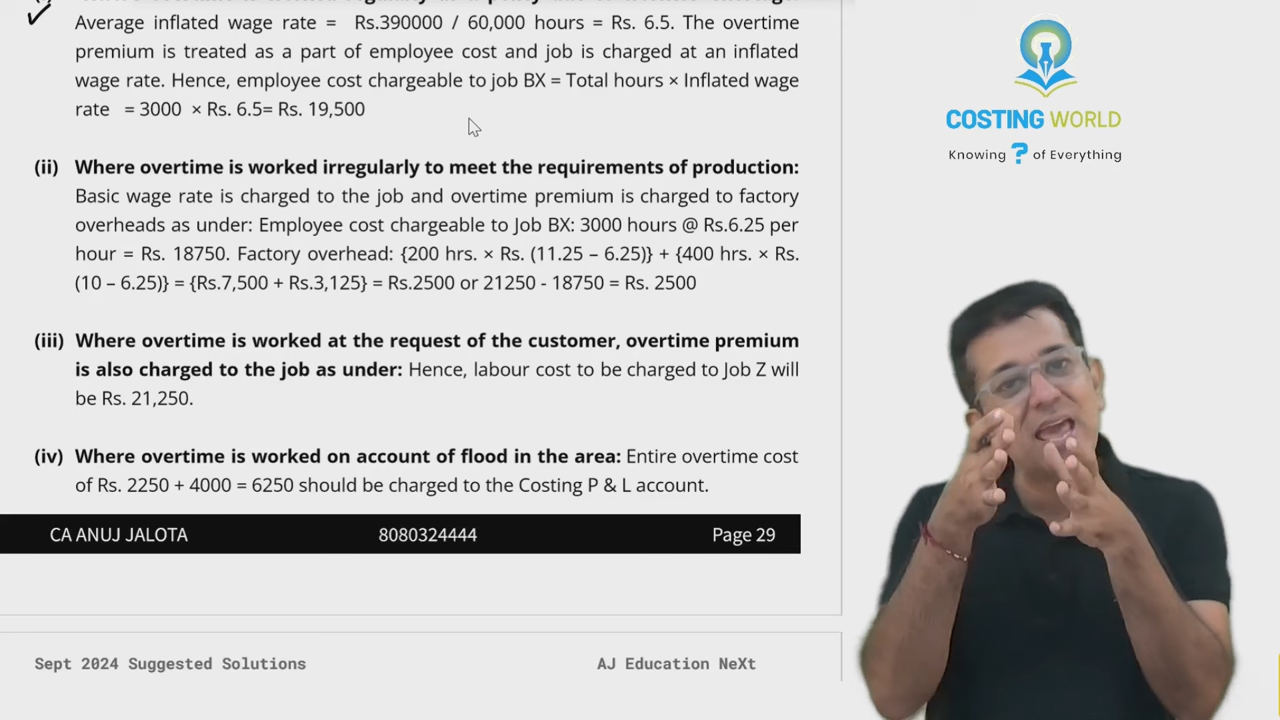 Average inflated wage rate = Rs.390000 / 60,000 hours = Rs. 6.5. The overtime
premium is treated as a part of employee cost and job is charged at an inflated
wage rate. Hence, employee cost chargeable to job BX = Total hours × Inflated wage
rate = 3000 × Rs. 6.5= Rs. 19,500
(ii) Where overtime is worked irregularly to meet the requirements of production:
Basic wage rate is charged to the job and overtime premium is charged to factory
overheads as under: Employee cost chargeable to Job BX: 3000 hours @ Rs.6.25 per
hour = Rs. 18750. Factory overhead: {200 hrs. × Rs. (11.25 – 6.25)} + {400 hrs. × Rs.
(10 – 6.25)} = {Rs.7,500 + Rs.3,125} = Rs.2500 or 21250 - 18750 = Rs. 2500
(iii) Where overtime is worked at the request of the customer, overtime premium
is also charged to the job as under: Hence, labour cost to be charged to Job Z will
be Rs. 21,250.
(iv) Where overtime is worked on account of flood in the area: Entire overtime cost
of Rs. 2250 + 4000 = 6250 should be charged to the Costing P & L account.
CA ANUJ JALOTA 8080324444 Page 29
Sept 2024 Suggested Solutions AJ Education NeXt
COSTING WORLD
Knowing ? of Everything